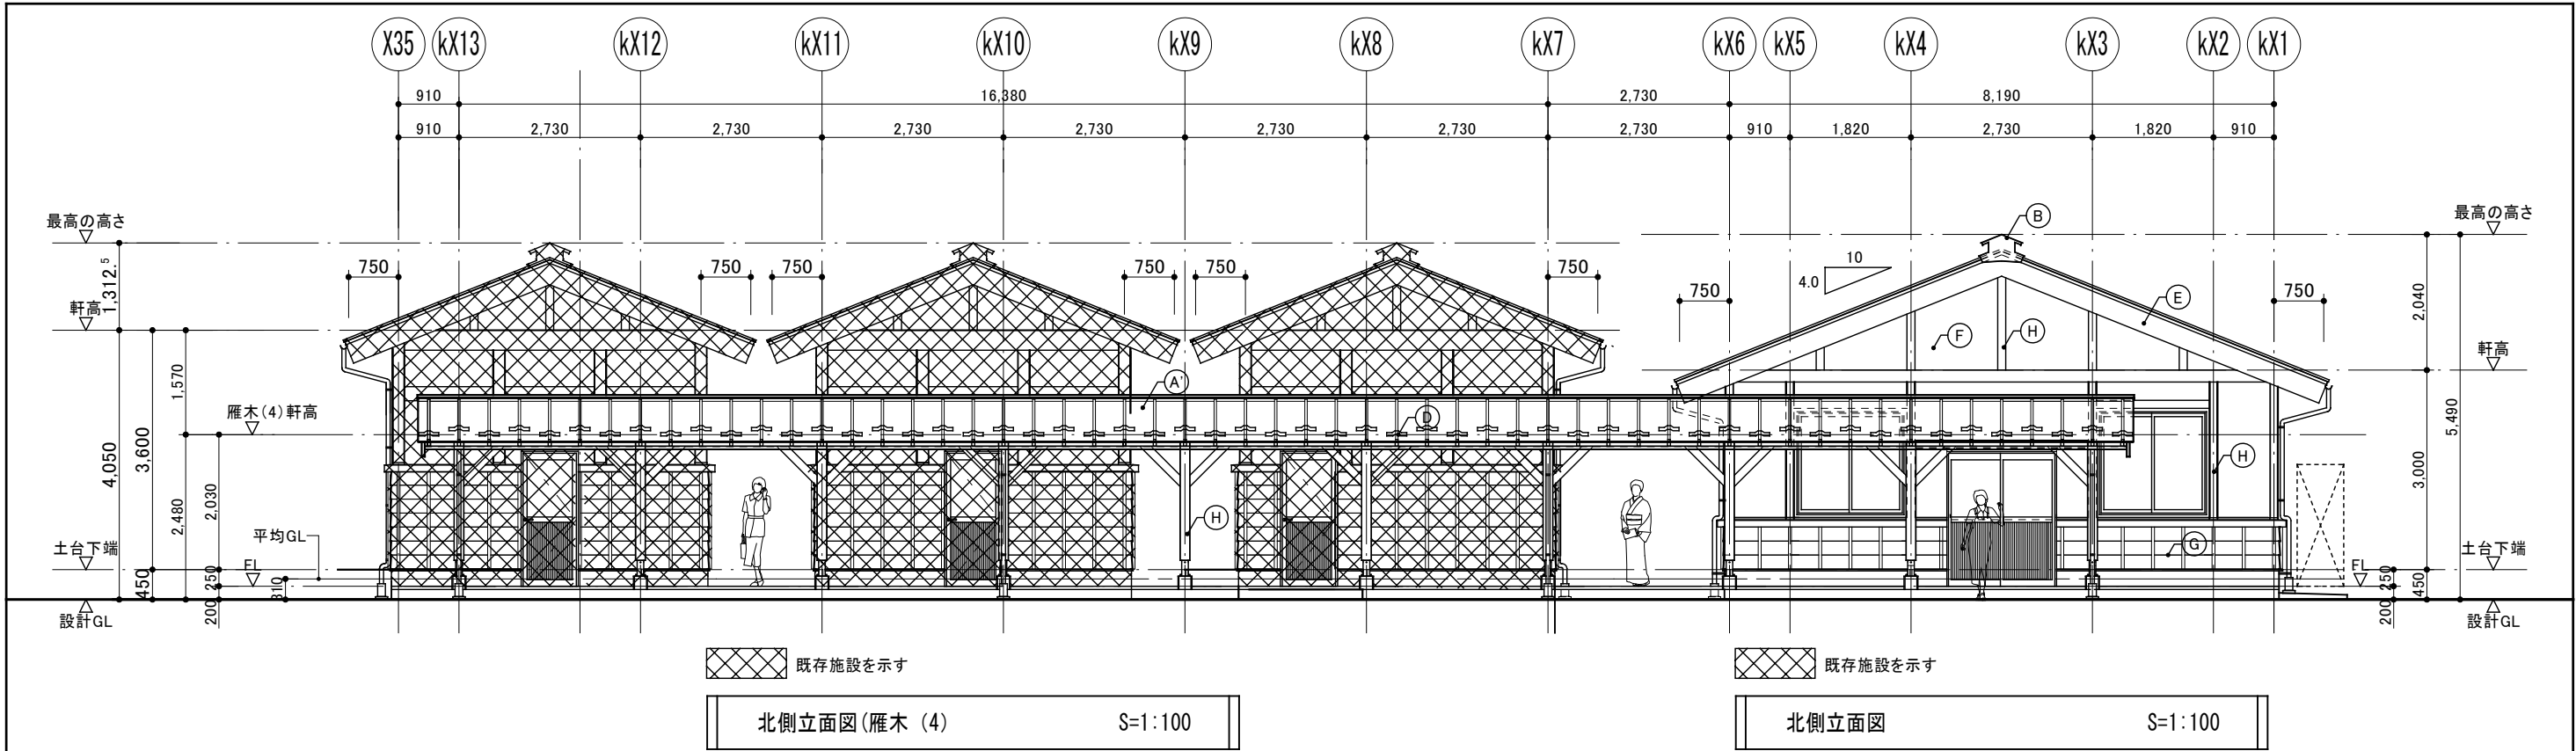 X35 kX13 kX12 kX11 kX10 kX9 kX8 kX7 kX6 kX5 kX4 kX3 kX2 kX1
910 16,380 2,730 8,190
910 2,730 2,730 2,730 2,730 2,730 2,730 2,730 910 1,820 2,730 1,820 910
最高の高さ
最高の高さ
B
750 750 750 750 750 750
10
4.0
750 750
1,312.5
軒高
E
F
H
2,040
軒高
1,570
A'
雁木(4)軒高
D
4,050
3,600
2,480
2,030
5,490
3,000
H
H
G
平均GL
土台下端
FL
土台下端
FL
450
250
200
310
250
200
450
設計GL
設計GL
既存施設を示す
既存施設を示す
北側立面図(雁木 (4) S=1:100
北側立面図 S=1:100